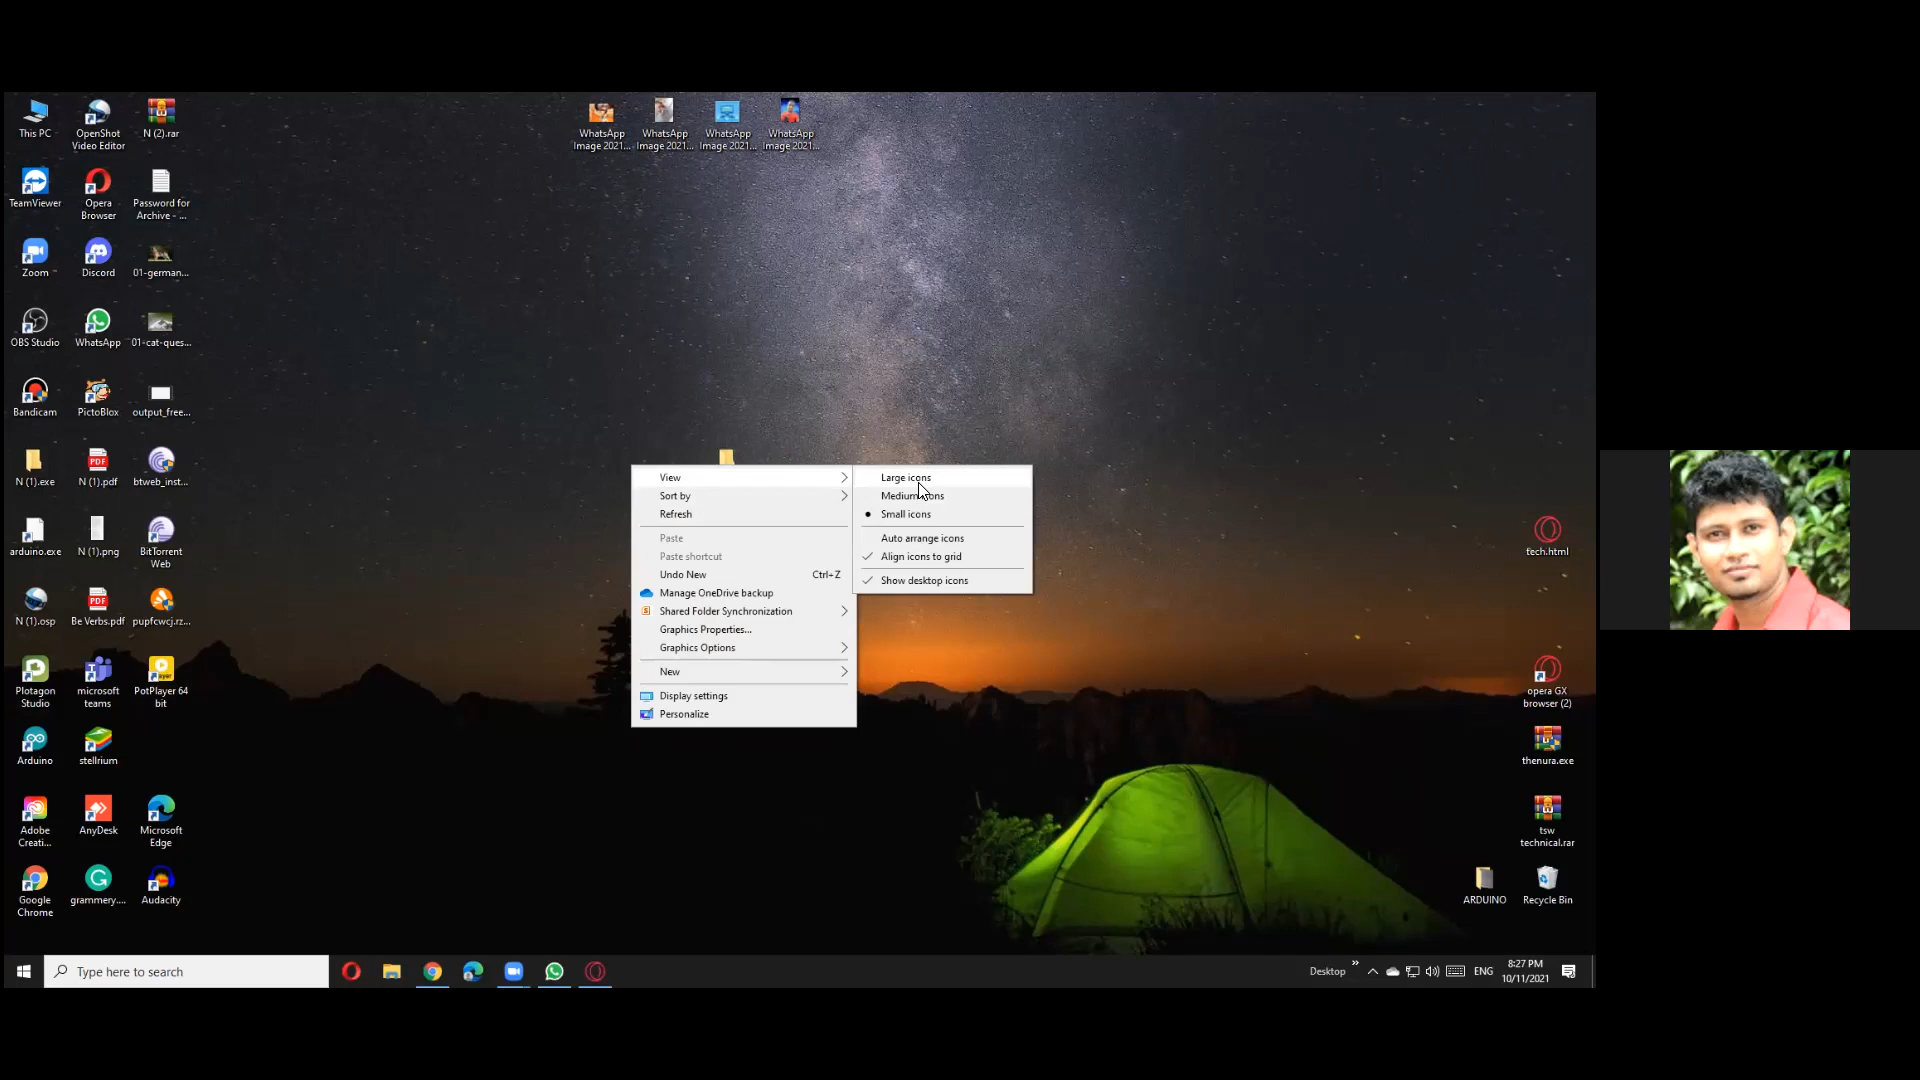 This PC
OpenShot
Video Editor
N (2).rar
WhatsApp
Image 2021...
WhatsApp
Image 2021...
WhatsApp
Image 2021...
WhatsApp
Image 2021...
TeamViewer
Opera
Browser
Password for
Archive - ...
Zoom
Discord
01-german...
OBS Studio
WhatsApp
01-cat-ques...
Bandicam
PictoBlox
output_free...
N (1).exe
N (1).pdf
btweb_inst...
arduino.exe
N (1).png
BitTorrent
Web
N (1).osp
Be Verbs.pdf
pupfcwcj.rz...
Plotagon
Studio
microsoft
teams
PotPlayer 64
bit
Arduino
stellrium
Adobe
Creati...
AnyDesk
Microsoft
Edge
Google
Chrome
grammery....
Audacity
View
Sort by
Refresh
Paste
Paste shortcut
Undo New Ctrl+Z
Manage OneDrive backup
Shared Folder Synchronization
Graphics Properties...
Graphics Options
New
Display settings
Personalize
Large icons
Medium icons
Small icons
Auto arrange icons
Align icons to grid
Show desktop icons
tech.html
opera GX
browser (2)
thenura.exe
tsw
technical.rar
ARDUINO
Recycle Bin
Type here to search
Desktop
ENG
8:27 PM
10/11/2021